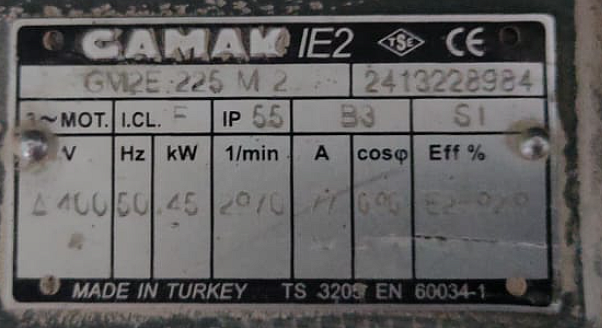 GAMAK IE2 TSE CE
GM2E 225 M 2 2413228984
3~MOT. I.CL. F IP 55 B3 S1
V Hz kW 1/min A cosφ Eff %
Δ 400 50 45 2970
MADE IN TURKEY TS 3205 EN 60034-1